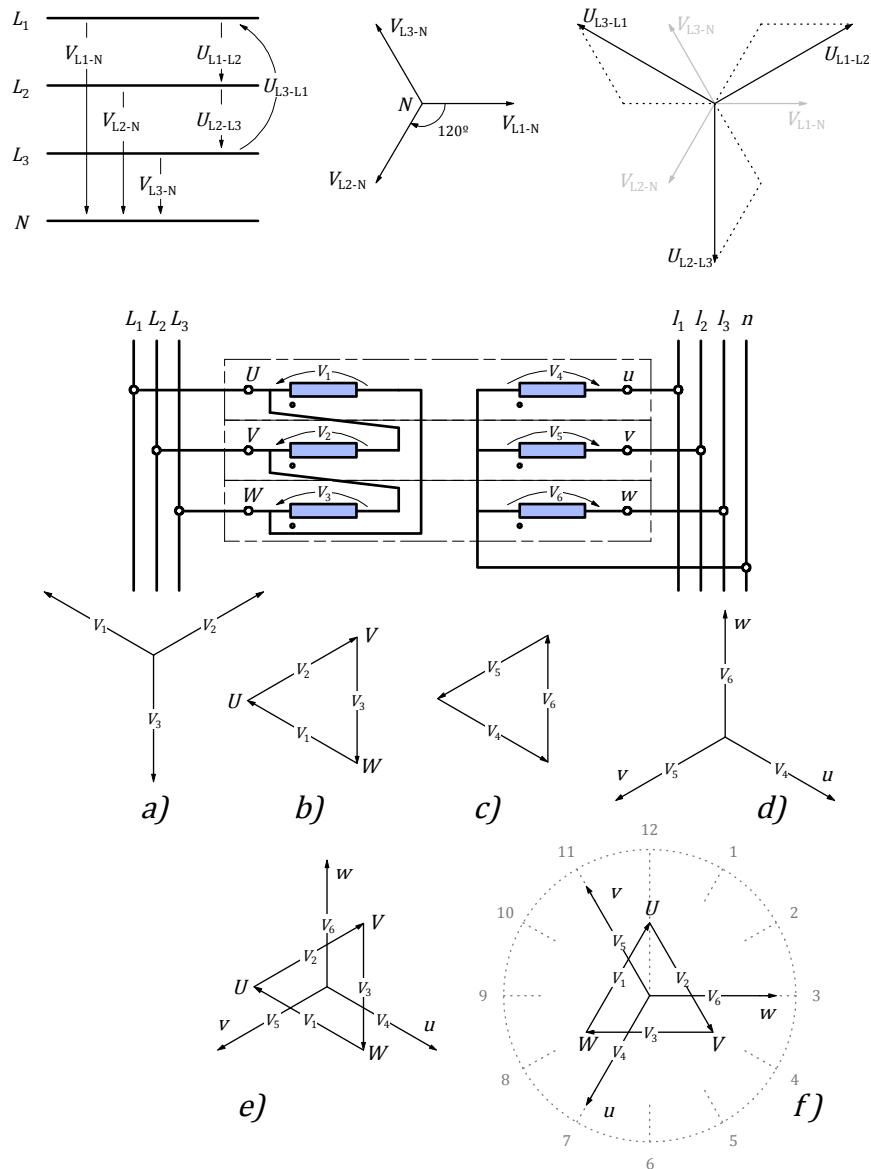 L1
VL1-N
UL1-L2
L2
UL3-L1
VL2-N
UL2-L3
L3
VL3-N
N
VL3-N
N
VL1-N
120º
VL2-N
UL3-L1
VL3-N
UL1-L2
VL1-N
VL2-N
UL2-L3
L1 L2 L3
l1 l2 l3 n
U V1 V4 u
V V2 V5 v
W V3 V6 w
V1 V2
V3
a)
V
V2
U V3
V1
W
b)
V5
V6
V4
c)
w
V6
v V5 V4 u
d)
w
V6
V
V2
U V3
v V5 V1 V4 u
W
e)
12
11 1
v
U
10 2
V5
V1 V2
9 V6 3
w
W V3 V
V4
8 4
u
7 5
6
f)